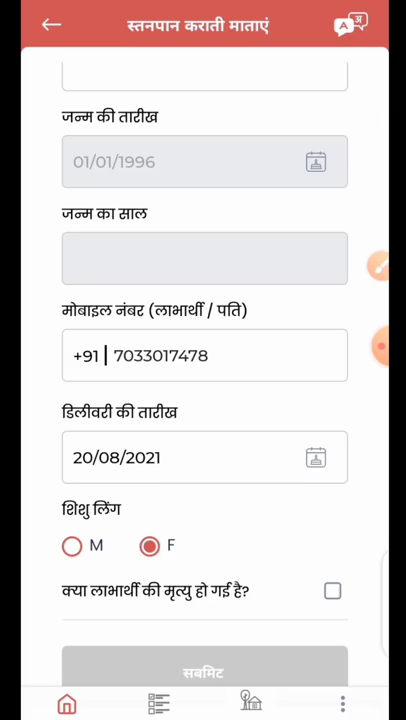 स्तनपान कराती माताएं
A अ
जन्म की तारीख
01/01/1996
जन्म का साल
मोबाइल नंबर (लाभार्थी / पति)
+91 7033017478
डिलीवरी की तारीख
20/08/2021
शिशु लिंग
M F
क्या लाभार्थी की मृत्यु हो गई है?
सबमिट